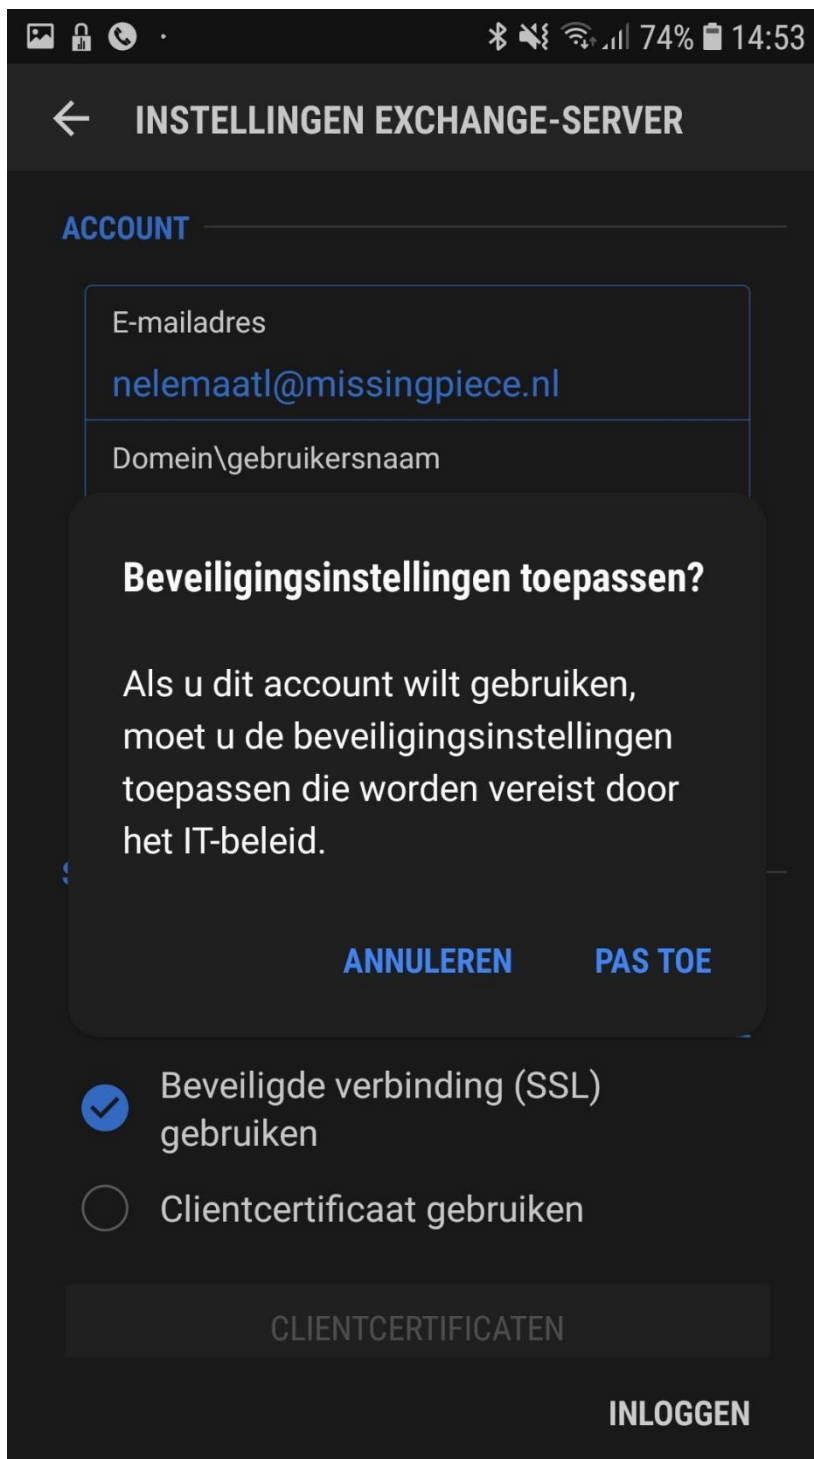 74% 14:53
INSTELLINGEN EXCHANGE-SERVER
ACCOUNT
E-mailadres
nelemaatl@missingpiece.nl
Domein\gebruikersnaam
Beveiligingsinstellingen toepassen?
Als u dit account wilt gebruiken,
moet u de beveiligingsinstellingen
toepassen die worden vereist door
het IT-beleid.
ANNULEREN PAS TOE
Beveiligde verbinding (SSL)
gebruiken
Clientcertificaat gebruiken
CLIENTCERTIFICATEN
INLOGGEN